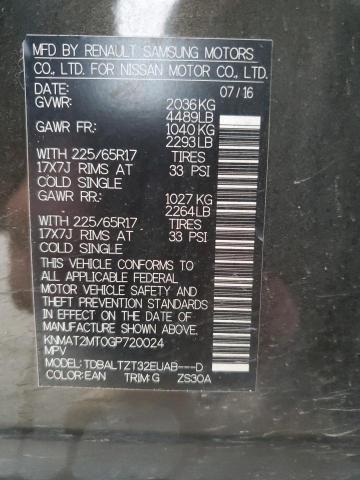 MFD BY RENAULT SAMSUNG MOTORS
CO., LTD. FOR NISSAN MOTOR CO., LTD.
DATE: 07/16
GVWR: 2036KG
4489LB
GAWR FR: 1040 KG
2293LB
WITH 225/65R17 TIRES
17X7J RIMS AT 33 PSI
COLD SINGLE
GAWR RR: 1027 KG
2264LB
WITH 225/65R17 TIRES
17X7J RIMS AT 33 PSI
COLD SINGLE
THIS VEHICLE CONFORMS TO
ALL APPLICABLE FEDERAL
MOTOR VEHICLE SAFETY AND
THEFT PREVENTION STANDARDS
IN EFFECT ON THE DATE OF
MANUFACTURE SHOWN ABOVE
KNMAT2MT0GP720024
MPV
MODEL: TDBALTZT32EUAB---D
COLOR:EAN TRIM:G ZS30A